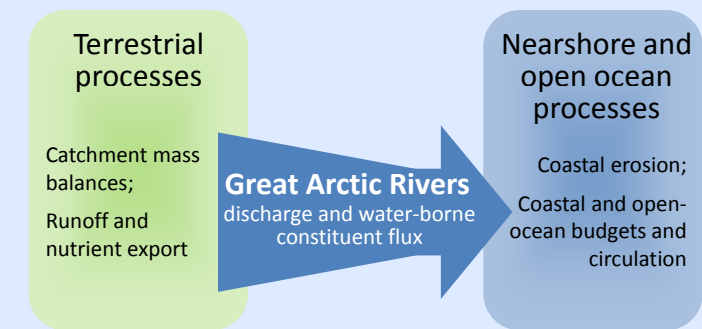 Terrestrial
processes
Catchment mass
balances;
Runoff and
nutrient export
Great Arctic Rivers
discharge and water-borne
constituent flux
Nearshore and
open ocean
processes
Coastal erosion;
Coastal and open-
ocean budgets and
circulation